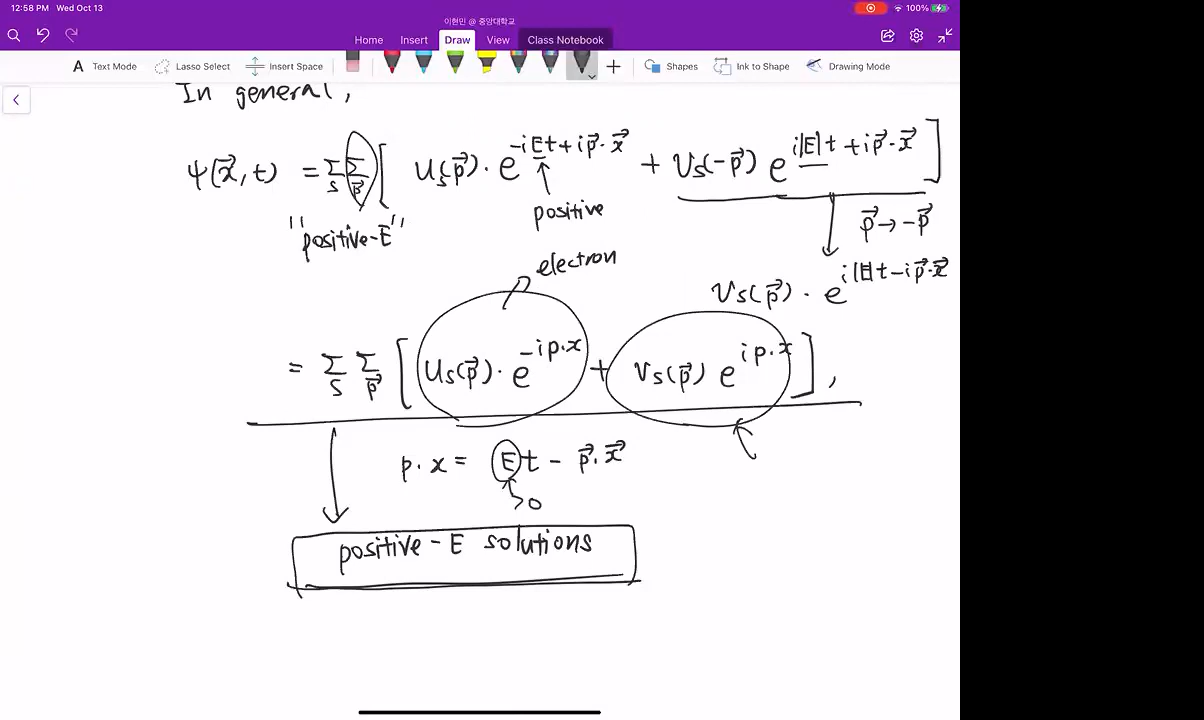 12:58 PM Wed Oct 13
100%
이현민 @ 중앙대학교
Home Insert Draw View Class Notebook
Text Mode Lasso Select Insert Space Shapes Ink to Shape Drawing Mode
In general,
ψ(x⃗,t) = Σ_s Σ_p⃗ [ u_s(p⃗) · e^{-iEt+ip⃗·x⃗} + v_s(-p⃗) e^{i|E|t+ip⃗·x⃗} ]
"positive-E"
positive
p⃗ → -p⃗
electron
v_s(p⃗) · e^{i|E|t-ip⃗·x⃗}
= Σ_s Σ_p⃗ [ u_s(p⃗) · e^{-ip·x} + v_s(p⃗) e^{ip·x} ],
p·x = Et - p⃗·x⃗
>0
positive-E solutions